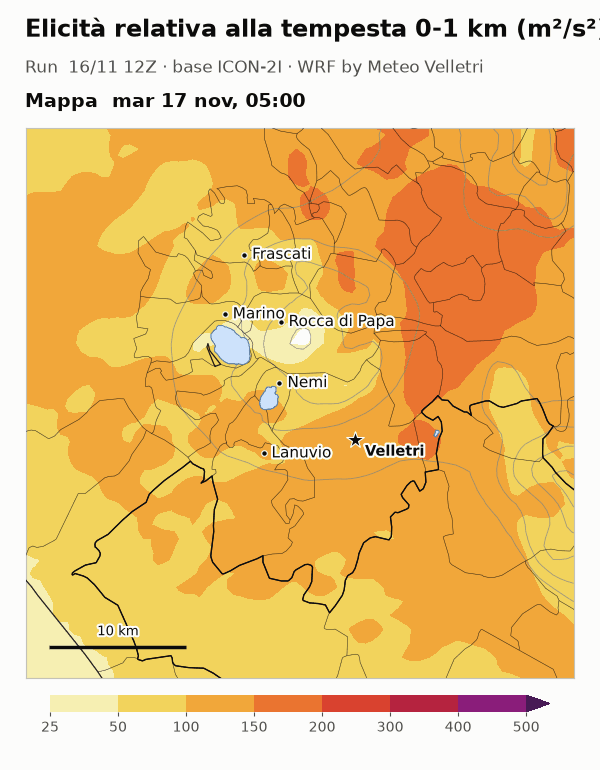 Elicità relativa alla tempesta 0-1 km (m²/s²)
Run 16/11 12Z · base ICON-2I · WRF by Meteo Velletri
Mappa mar 17 nov, 05:00
Frascati
Marino
Rocca di Papa
Nemi
Velletri
Lanuvio
10 km
25 50 100 150 200 300 400 500